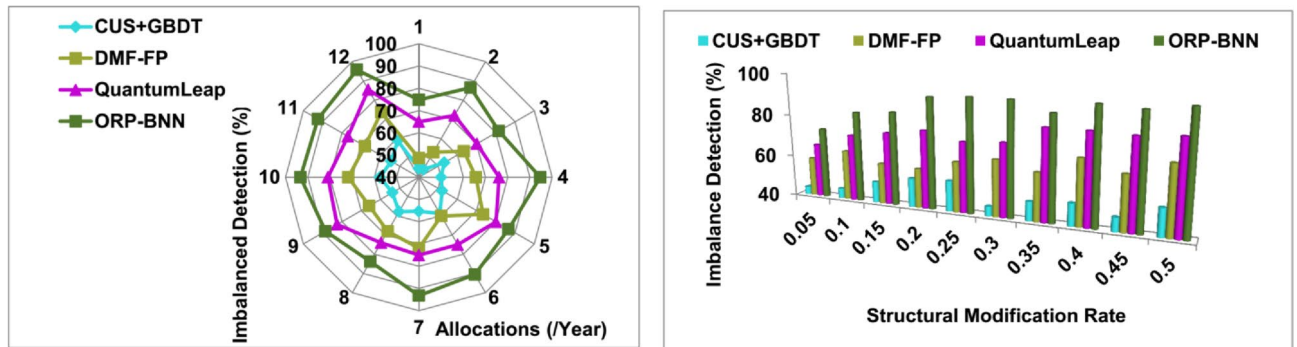 CUS+GBDT
DMF-FP
QuantumLeap
ORP-BNN
Imbalanced Detection (%)
1
2
3
4
5
6
7
8
9
10
11
12
100
90
80
70
60
50
40
Allocations (/Year)
CUS+GBDT DMF-FP QuantumLeap ORP-BNN
Imbalance Detection (%)
100
80
60
40
0.05 0.1 0.15 0.2 0.25 0.3 0.35 0.4 0.45 0.5
Structural Modification Rate